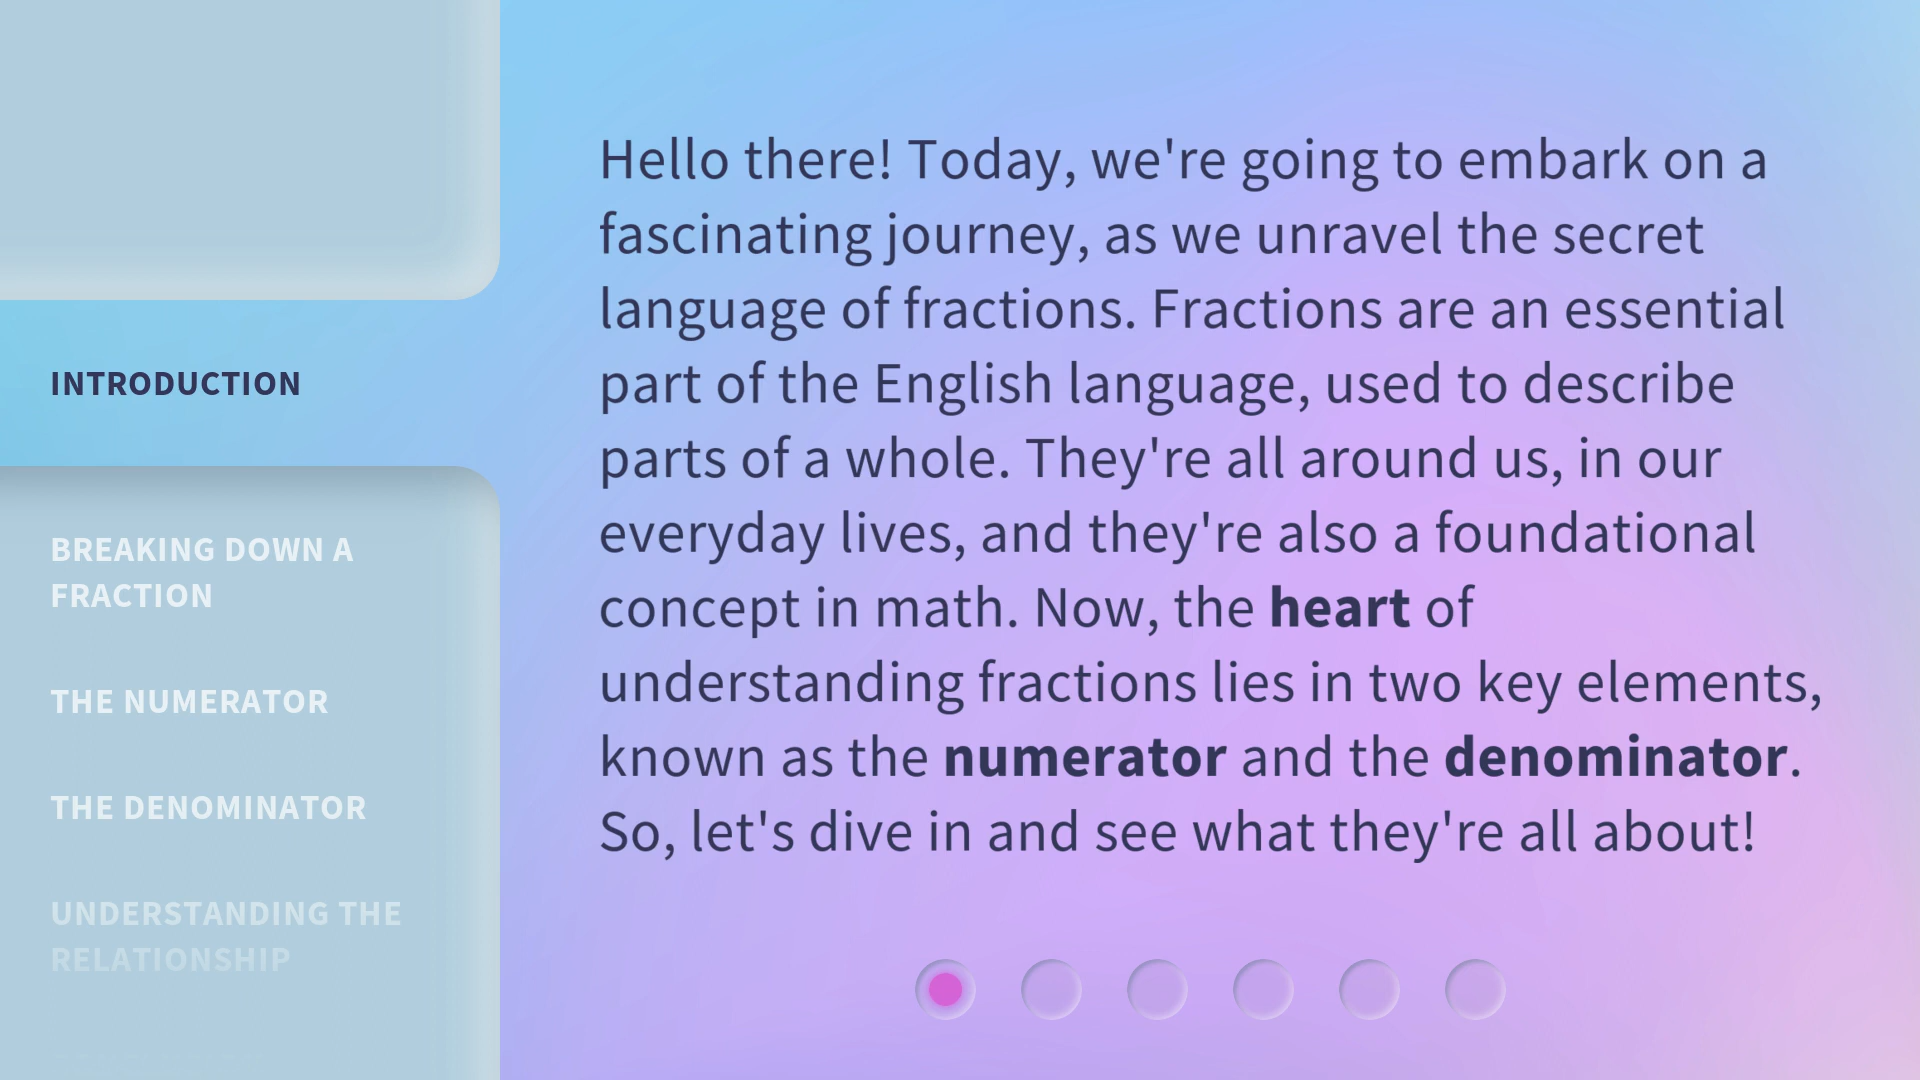 INTRODUCTION
BREAKING DOWN A
FRACTION
THE NUMERATOR
THE DENOMINATOR
UNDERSTANDING THE
RELATIONSHIP
Hello there! Today, we're going to embark on a
fascinating journey, as we unravel the secret
language of fractions. Fractions are an essential
part of the English language, used to describe
parts of a whole. They're all around us, in our
everyday lives, and they're also a foundational
concept in math. Now, the heart of
understanding fractions lies in two key elements,
known as the numerator and the denominator.
So, let's dive in and see what they're all about!